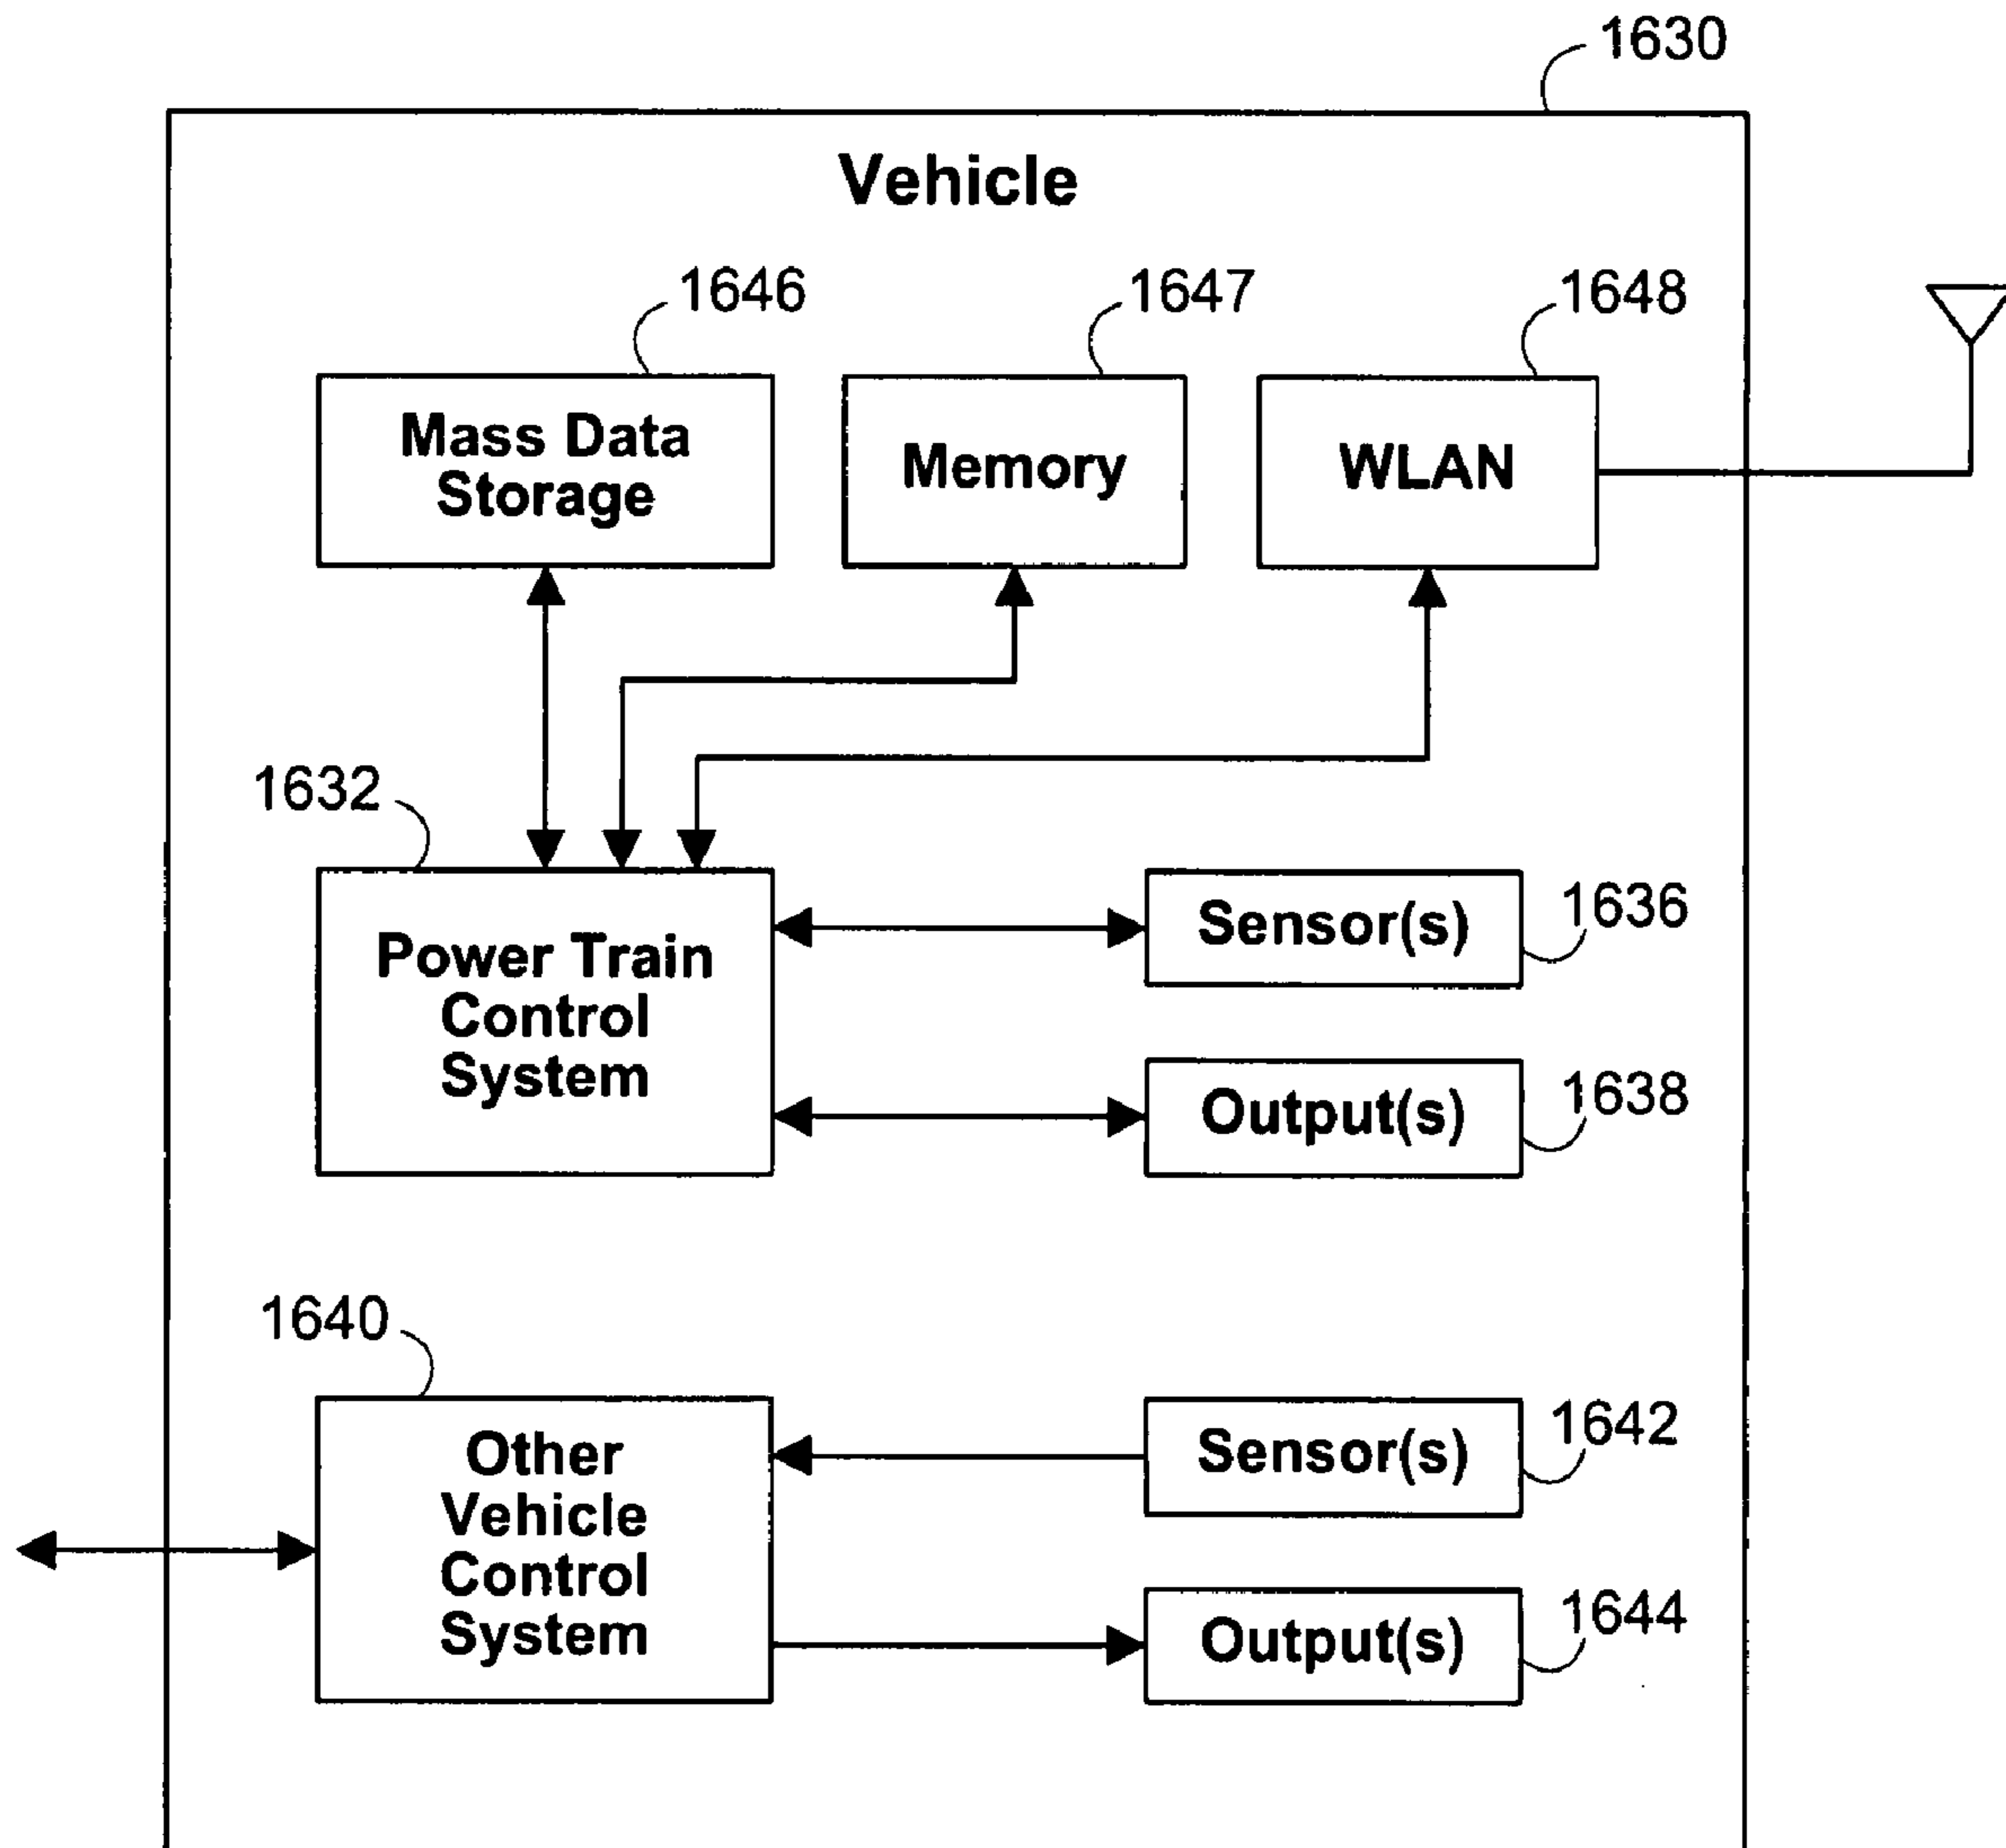 1630
Vehicle
1646
1647
1648
Mass Data
Storage
Memory
WLAN
1632
Power Train
Control
System
Sensor(s)
1636
Output(s)
1638
1640
Other
Vehicle
Control
System
Sensor(s)
1642
Output(s)
1644